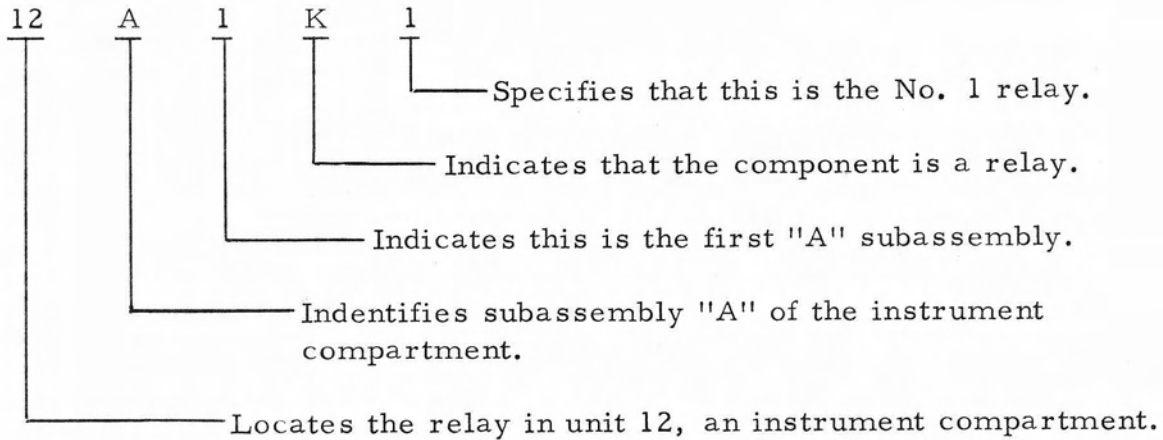 12 A 1 K 1
Specifies that this is the No. 1 relay.
Indicates that the component is a relay.
Indicates this is the first "A" subassembly.
Indentifies subassembly "A" of the instrument
compartment.
Locates the relay in unit 12, an instrument compartment.